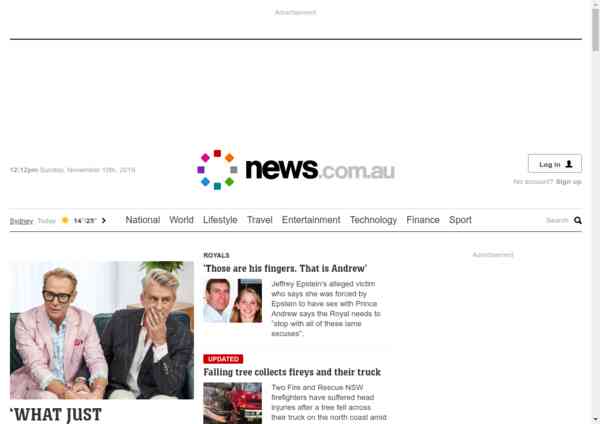 Advertisement
12:12pm Sunday, November 10th, 2019
news.com.au
Log in
No account? Sign up
Sydney Today 14°/25°
National World Lifestyle Travel Entertainment Technology Finance Sport
Search
ROYALS
'Those are his fingers. That is Andrew'
Jeffrey Epstein's alleged victim
who says she was forced by
Epstein to have sex with Prince
Andrew says the Royal needs to
"stop with all of these lame
excuses".
Advertisement
UPDATED
Falling tree collects fireys and their truck
Two Fire and Rescue NSW
firefighters have suffered head
injuries after a tree fell across
their truck on the north coast amid
'WHAT JUST